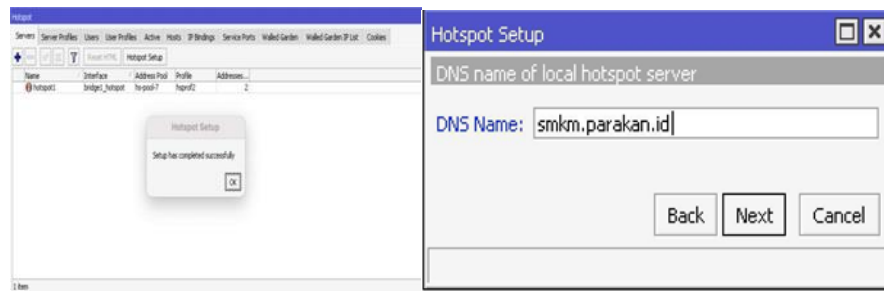 Hotspot
Servers Server Profiles Users User Profiles Active Hosts IP Bindings Service Ports Walled Garden Walled Garden IP List Cookies
Reset HTML Hotspot Setup
Name Interface Address Pool Profile Addresses...
hotspot1 bridge1_hotspot hs-pool-7 hsprof2 2
Hotspot Setup
Setup has completed successfully
OK
1 item
Hotspot Setup
DNS name of local hotspot server
DNS Name: smkm.parakan.id
Back Next Cancel